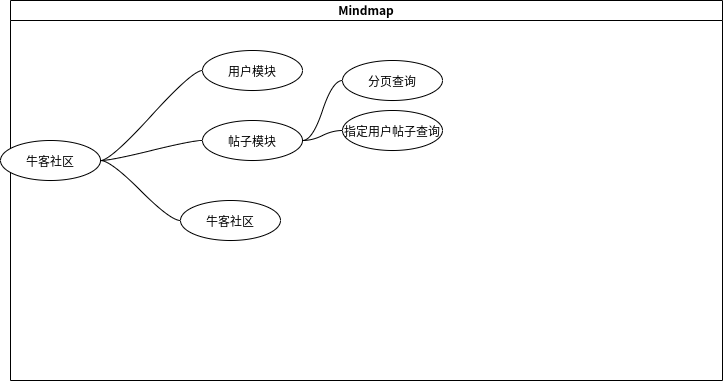 Mindmap
用户模块
分页查询
帖子模块
指定用户帖子查询
牛客社区
牛客社区